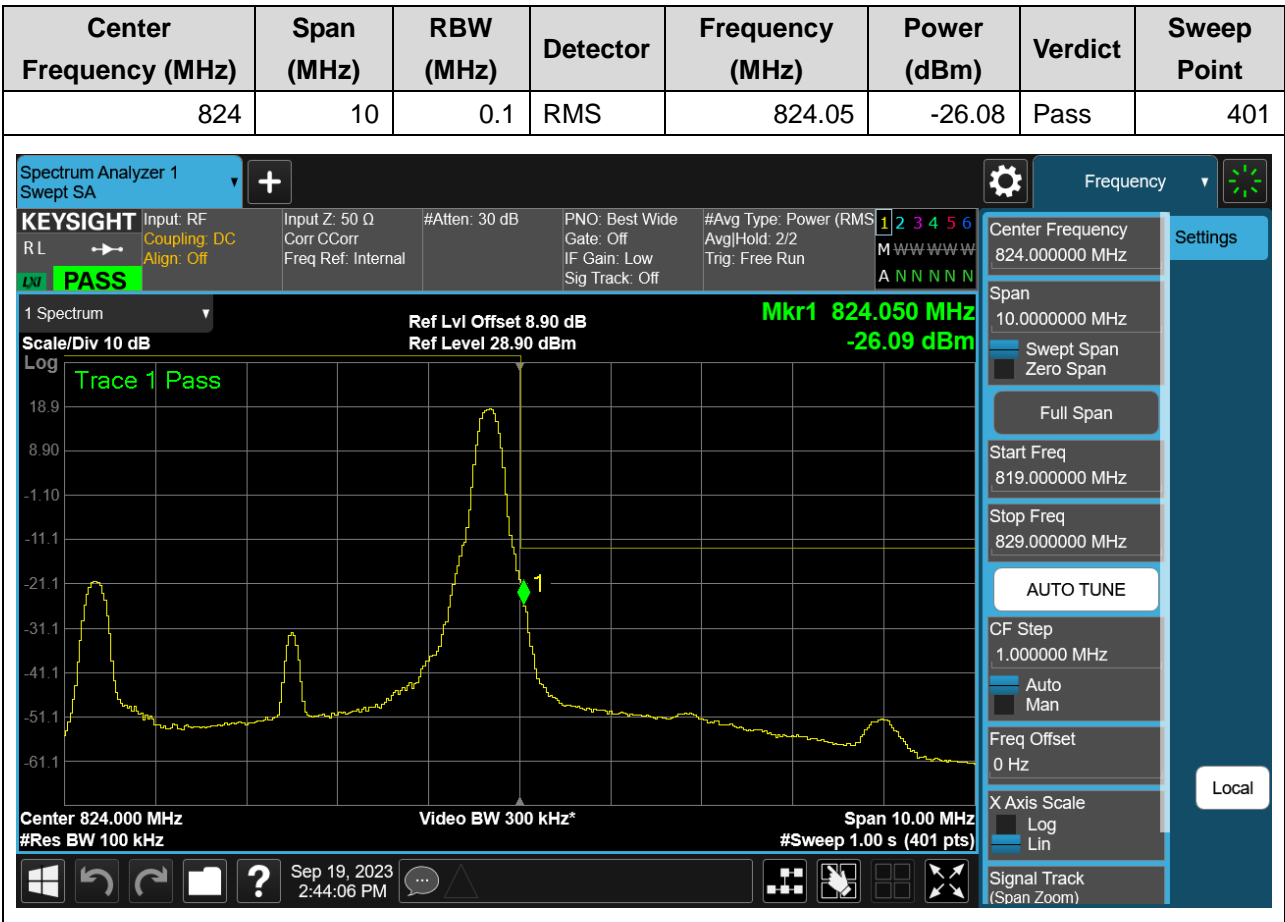 Center Frequency (MHz) Span (MHz) RBW (MHz) Detector Frequency (MHz) Power (dBm) Verdict Sweep Point
824 10 0.1 RMS 824.05 -26.08 Pass 401
Spectrum Analyzer 1
Swept SA
Frequency
KEYSIGHT
R L
LXI PASS
Input: RF
Coupling: DC
Align: Off
Input Z: 50 Ω
Corr CCorr
Freq Ref: Internal
#Atten: 30 dB
PNO: Best Wide
Gate: Off
IF Gain: Low
Sig Track: Off
#Avg Type: Power (RMS
Avg|Hold: 2/2
Trig: Free Run
1 2 3 4 5 6
M W W W W W
A N N N N N
1 Spectrum
Scale/Div 10 dB
Ref Lvl Offset 8.90 dB
Ref Level 28.90 dBm
Mkr1 824.050 MHz
-26.09 dBm
Log
Trace 1 Pass
18.9
8.90
-1.10
-11.1
-21.1
-31.1
-41.1
-51.1
-61.1
1
Center 824.000 MHz
#Res BW 100 kHz
Video BW 300 kHz*
Span 10.00 MHz
#Sweep 1.00 s (401 pts)
Center Frequency
824.000000 MHz
Settings
Span
10.0000000 MHz
Swept Span
Zero Span
Full Span
Start Freq
819.000000 MHz
Stop Freq
829.000000 MHz
AUTO TUNE
CF Step
1.000000 MHz
Auto
Man
Freq Offset
0 Hz
X Axis Scale
Log
Lin
Local
Signal Track
(Span Zoom)
?
Sep 19, 2023
2:44:06 PM